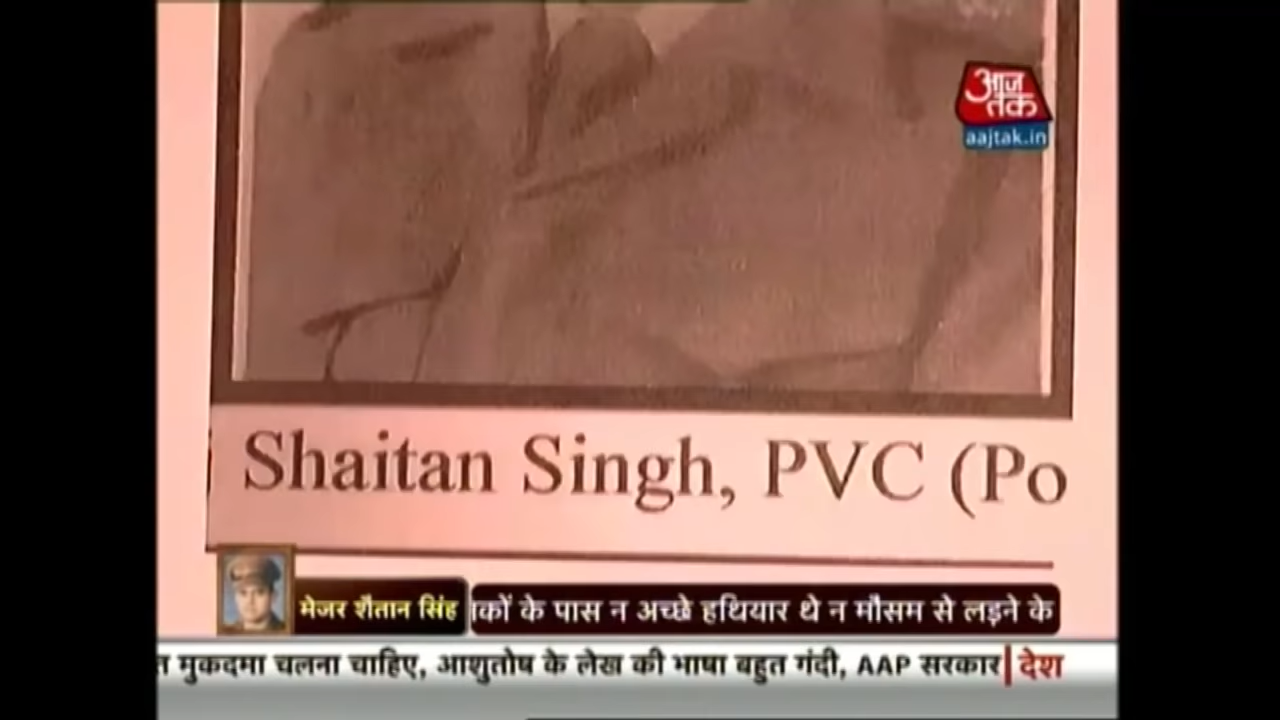 आज
तक
aajtak.in
Shaitan Singh, PVC (Po
मेजर शैतान सिंह
कों के पास न अच्छे हथियार थे न मौसम से लड़ने के
मुकदमा चलना चाहिए, आशुतोष के लेख की भाषा बहुत गंदी, AAP सरकार
देश